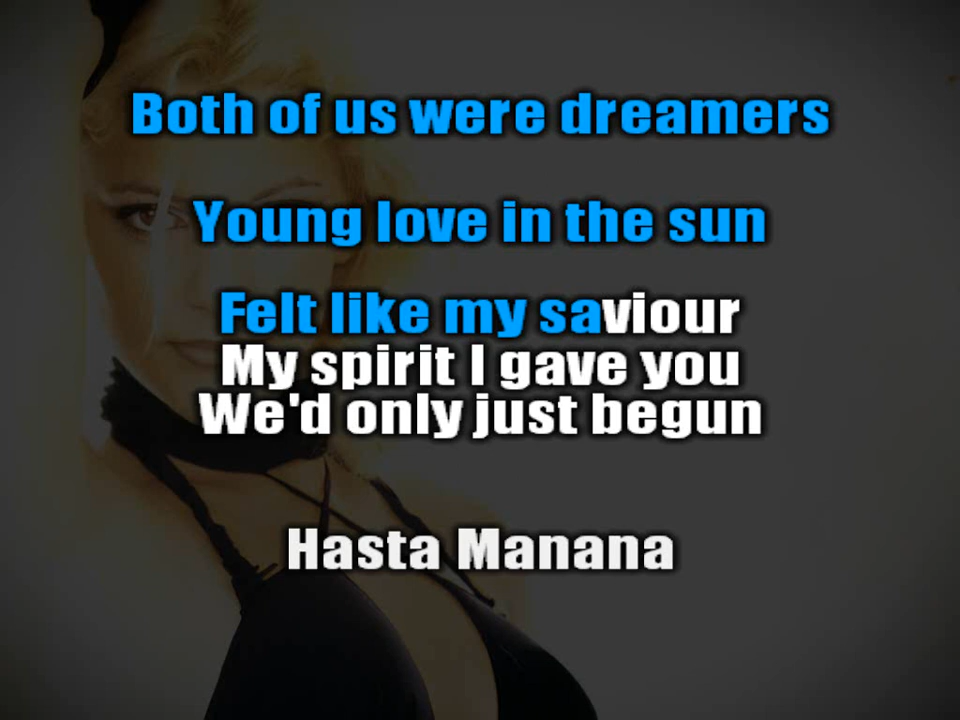 Both of us were dreamers
Young love in the sun
Felt like my saviour
My spirit I gave you
We'd only just begun
Hasta Manana